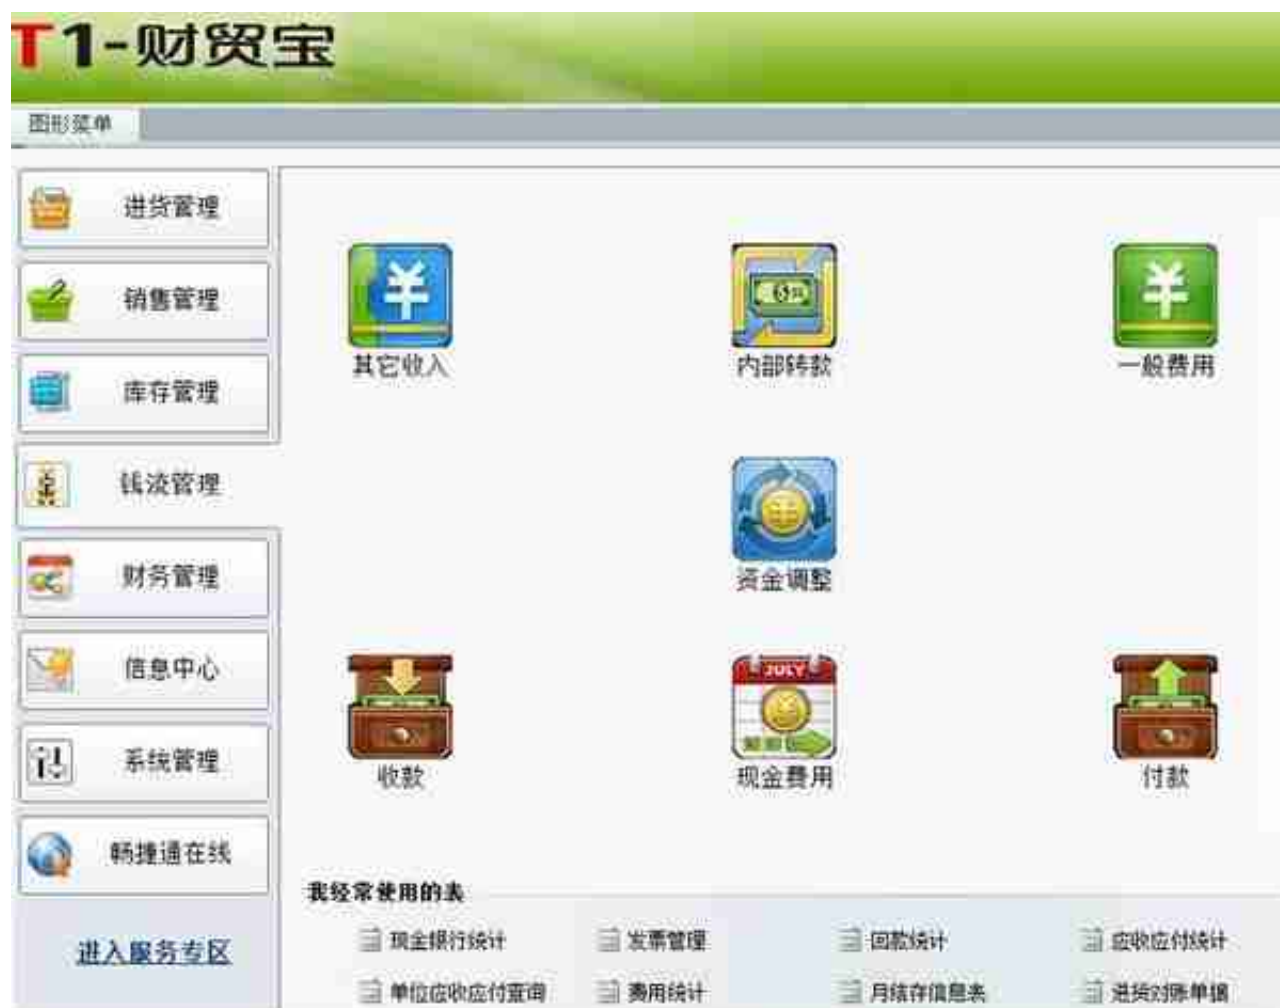 T1-财贸宝
图形菜单
进货管理
销售管理
库存管理
钱流管理
财务管理
信息中心
系统管理
畅捷通在线
进入服务专区
其它收入
内部转款
一般费用
资金调整
收款
JULY
现金费用
付款
我经常使用的表
现金银行统计
发票管理
回款统计
应收应付统计
单位应收应付查询
费用统计
月结存信息表
进货对账单据